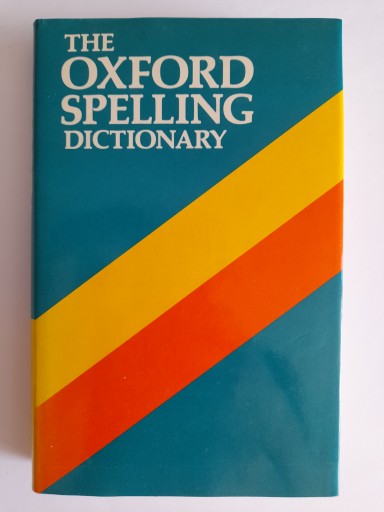 THE
OXFORD
SPELLING
DICTIONARY